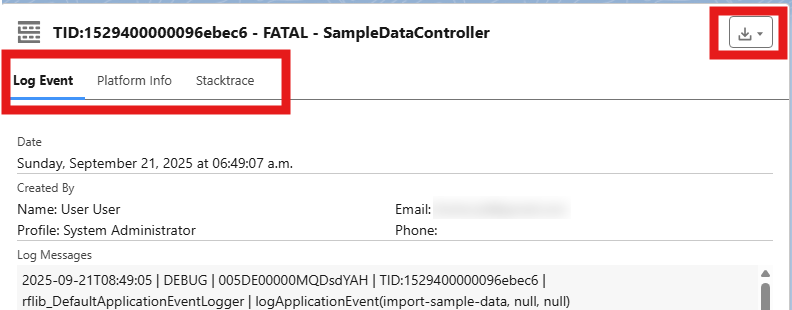 TID:1529400000096ebec6 - FATAL - SampleDataController
Log Event Platform Info Stacktrace
Date
Sunday, September 21, 2025 at 06:49:07 a.m.
Created By
Name: User User Email:
Profile: System Administrator Phone:
Log Messages
2025-09-21T08:49:05 | DEBUG | 005DE00000MQDsdYAH | TID:1529400000096ebec6 |
rflib_DefaultApplicationEventLogger | logApplicationEvent(import-sample-data, null, null)